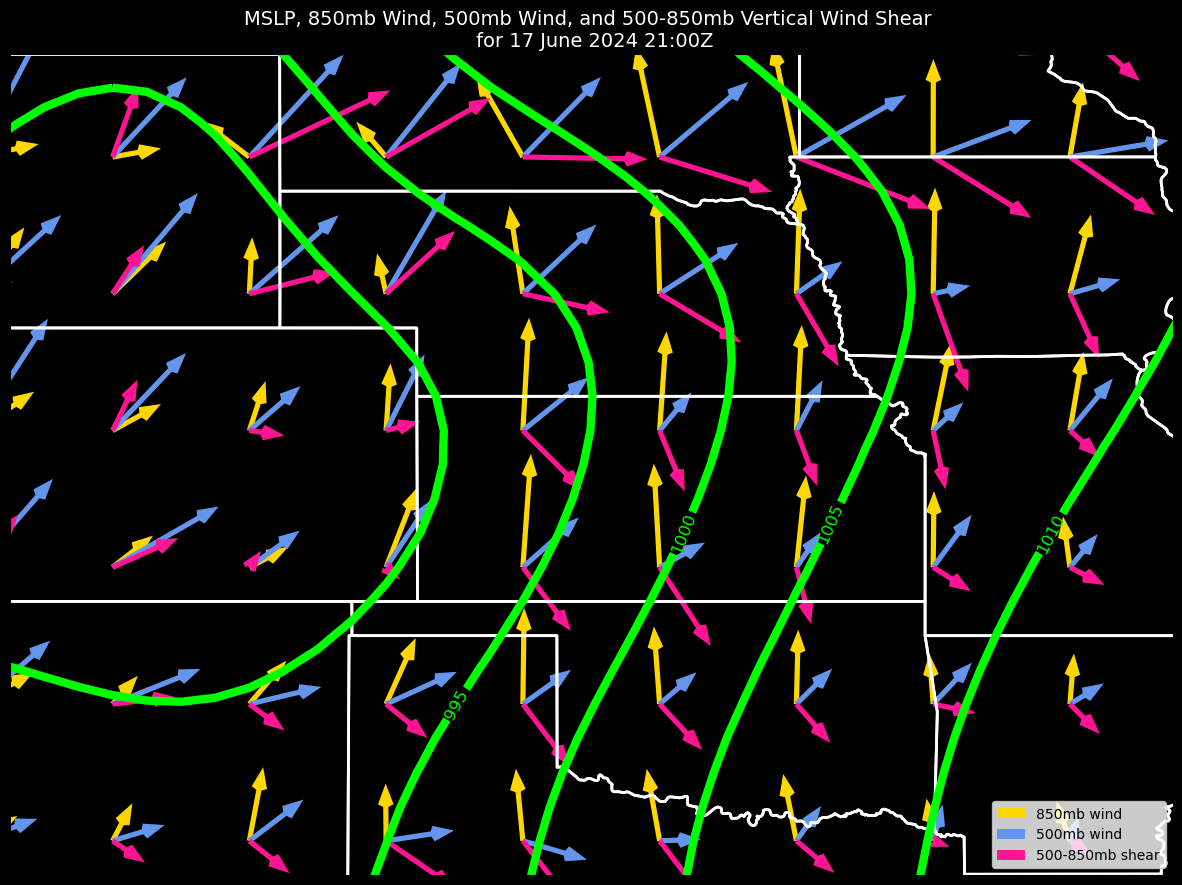 MSLP, 850mb Wind, 500mb Wind, and 500-850mb Vertical Wind Shear
for 17 June 2024 21:00Z
1000
1005
1010
995
850mb wind
500mb wind
500-850mb shear